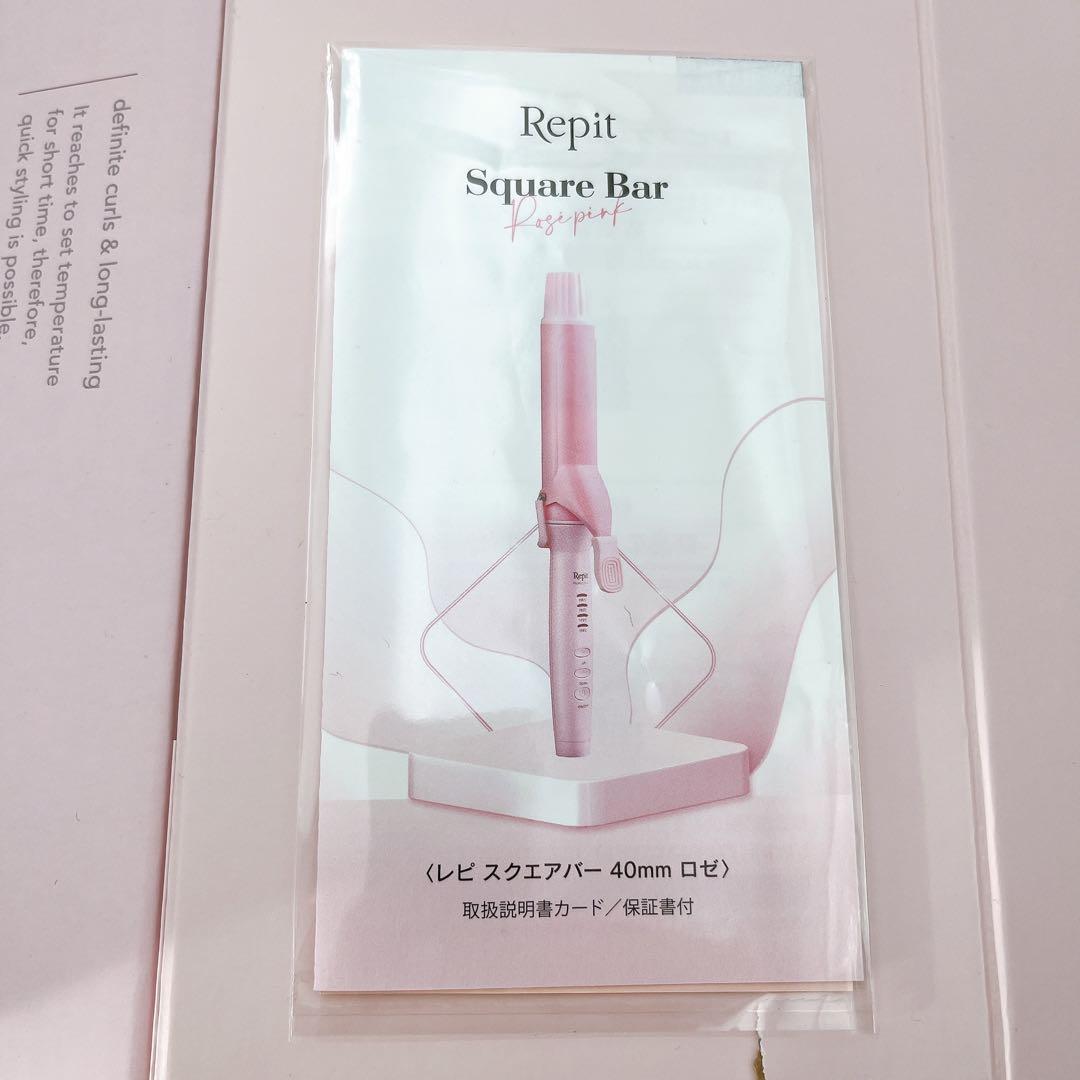 definite curls & long-lasting
It reaches to set temperature
for short time, therefore,
quick styling is possible.
Repit
Square Bar
Rosé pink
Repit
〈レピ スクエアバー 40mm ロゼ〉
取扱説明書カード／保証書付